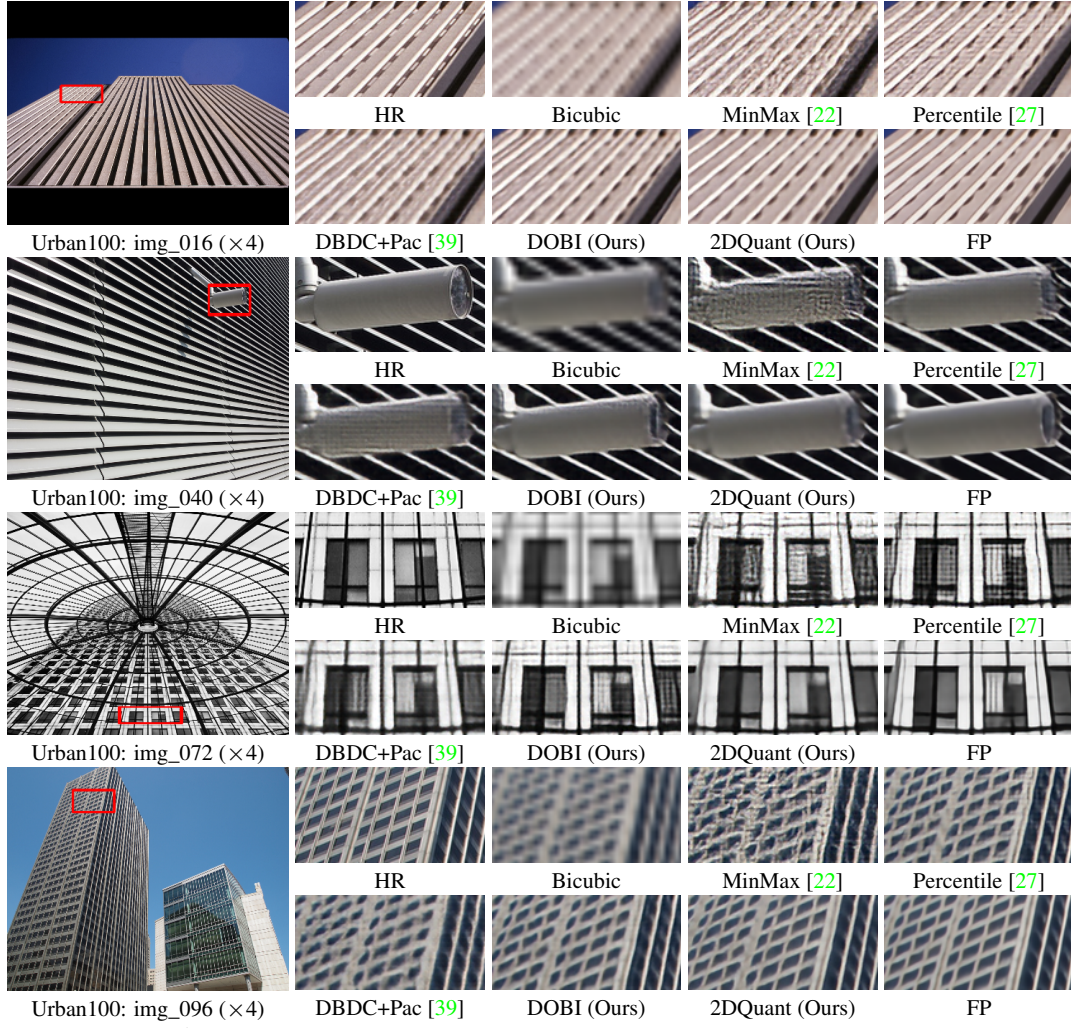 HR Bicubic MinMax [22] Percentile [27]
Urban100: img_016 (×4) DBDC+Pac [39] DOBI (Ours) 2DQuant (Ours) FP
HR Bicubic MinMax [22] Percentile [27]
Urban100: img_040 (×4) DBDC+Pac [39] DOBI (Ours) 2DQuant (Ours) FP
HR Bicubic MinMax [22] Percentile [27]
Urban100: img_072 (×4) DBDC+Pac [39] DOBI (Ours) 2DQuant (Ours) FP
HR Bicubic MinMax [22] Percentile [27]
Urban100: img_096 (×4) DBDC+Pac [39] DOBI (Ours) 2DQuant (Ours) FP